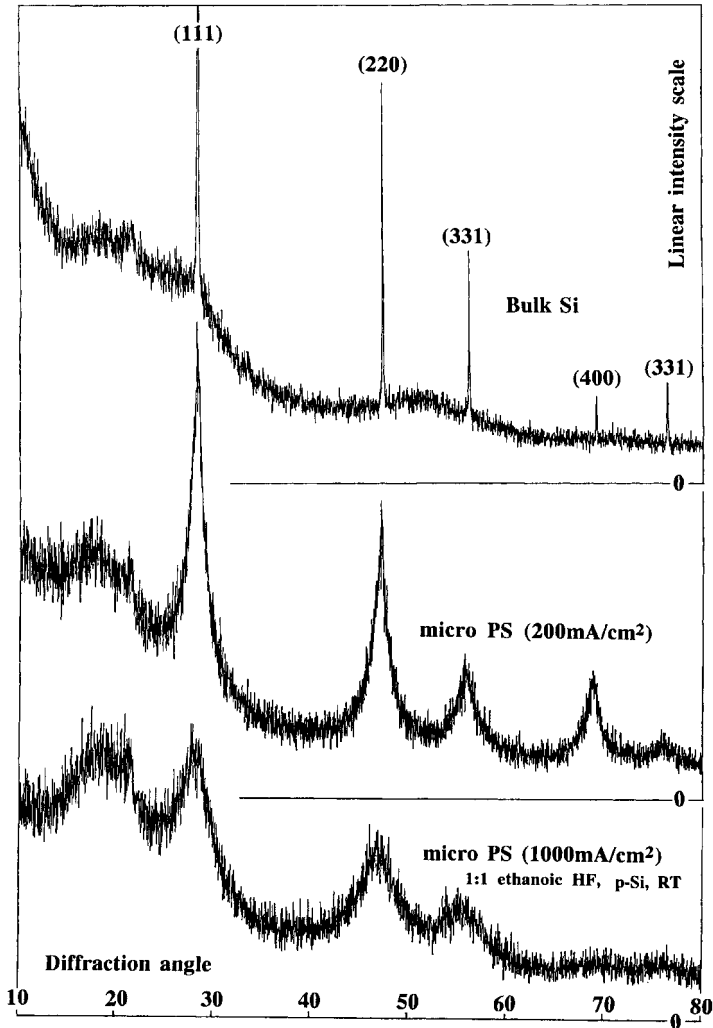 (111)
(220)
Linear intensity scale
(331)
Bulk Si
(400)
(331)
0
micro PS (200mA/cm²)
0
micro PS (1000mA/cm²)
1:1 ethanoic HF, p-Si, RT
Diffraction angle
10 20 30 40 50 60 70 80
0